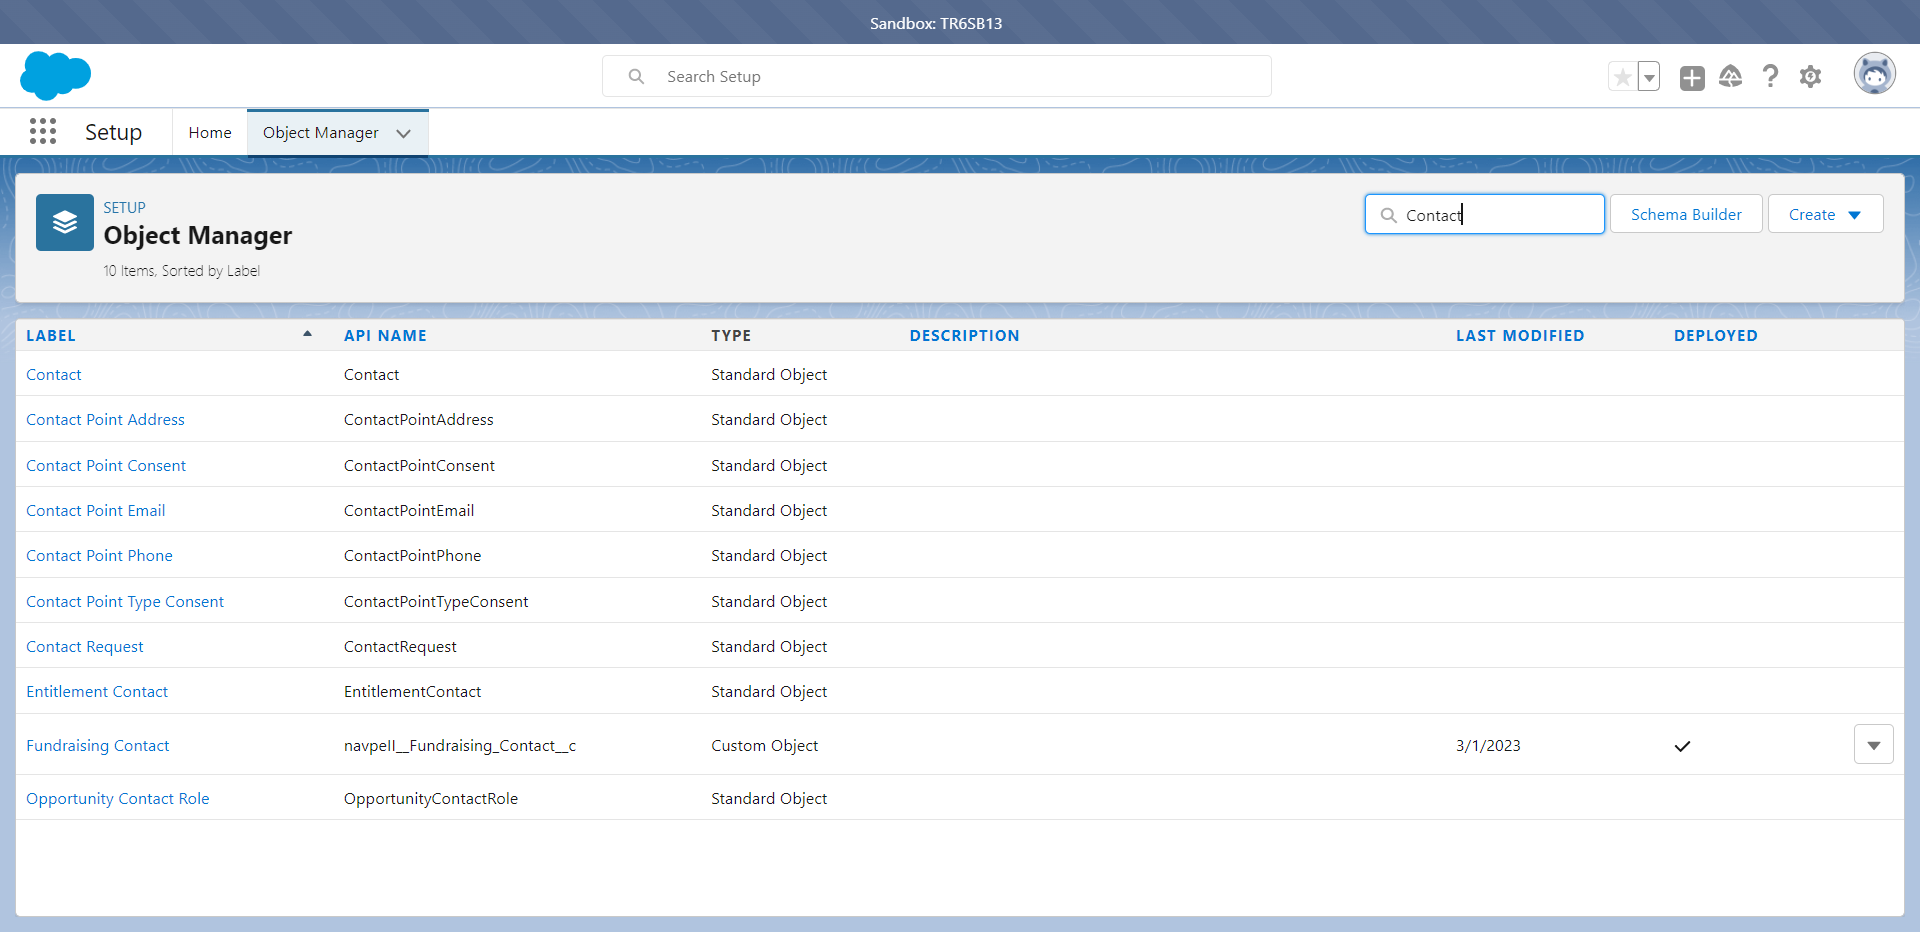 Sandbox: TR6SB13
Search Setup
Setup Home Object Manager
SETUP
Object Manager
10 Items, Sorted by Label
Contact Schema Builder Create
LABEL API NAME TYPE DESCRIPTION LAST MODIFIED DEPLOYED
Contact Contact Standard Object
Contact Point Address ContactPointAddress Standard Object
Contact Point Consent ContactPointConsent Standard Object
Contact Point Email ContactPointEmail Standard Object
Contact Point Phone ContactPointPhone Standard Object
Contact Point Type Consent ContactPointTypeConsent Standard Object
Contact Request ContactRequest Standard Object
Entitlement Contact EntitlementContact Standard Object
Fundraising Contact navpeII__Fundraising_Contact__c Custom Object 3/1/2023
Opportunity Contact Role OpportunityContactRole Standard Object